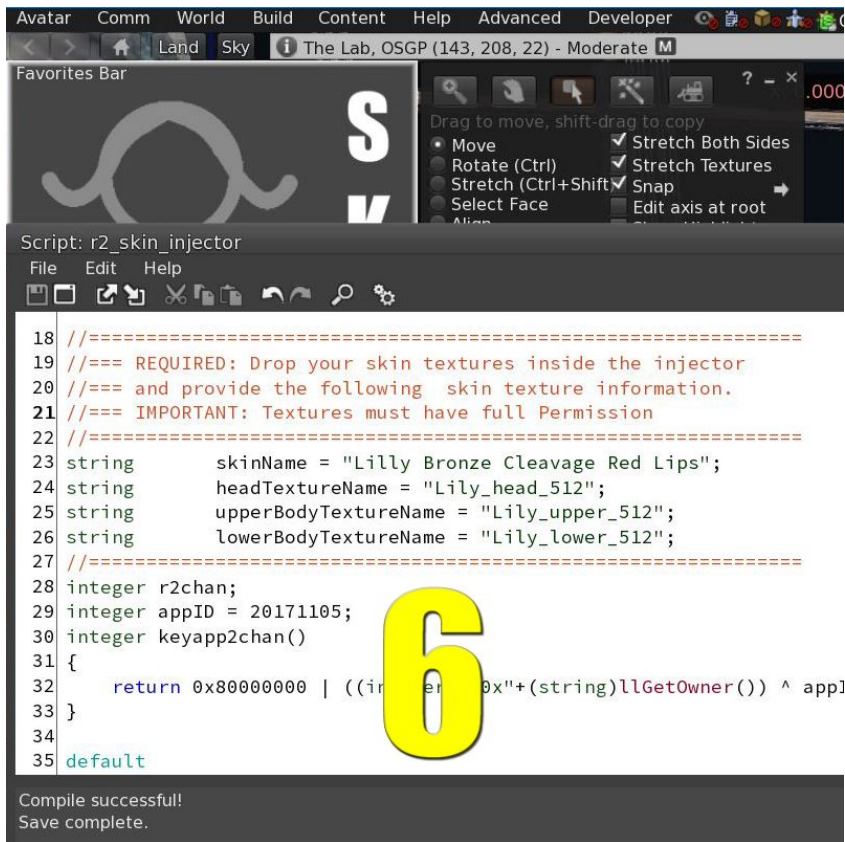 Avatar Comm World Build Content Help Advanced Developer
Land Sky The Lab, OSGP (143, 208, 22) - Moderate M
Favorites Bar
S
K
? – ×
.000
Drag to move, shift-drag to copy
Move
Rotate (Ctrl)
Stretch (Ctrl+Shift)
Select Face
Align
Stretch Both Sides
Stretch Textures
Snap
Edit axis at root
Script: r2_skin_injector
File Edit Help
18 //==============================================================
19 //=== REQUIRED: Drop your skin textures inside the injector
20 //=== and provide the following  skin texture information.
21 //=== IMPORTANT: Textures must have full Permission
22 //==============================================================
23 string       skinName = "Lilly Bronze Cleavage Red Lips";
24 string       headTextureName = "Lily_head_512";
25 string       upperBodyTextureName = "Lily_upper_512";
26 string       lowerBodyTextureName = "Lily_lower_512";
27 //==============================================================
28 integer r2chan;
29 integer appID = 20171105;
30 integer keyapp2chan()
31 {
32     return 0x80000000 | ((in er 0x"+(string)llGetOwner()) ^ app
33 }
34
35 default
6
Compile successful!
Save complete.